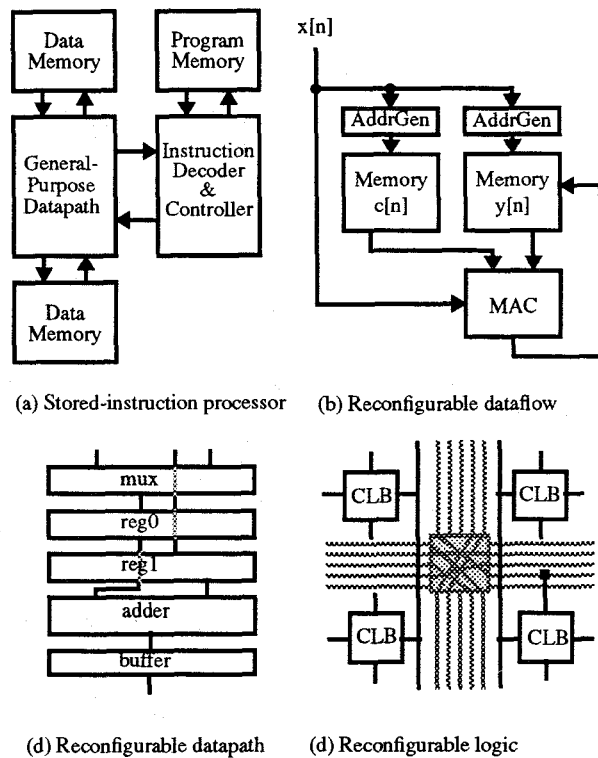 Data
Memory
Program
Memory
General-
Purpose
Datapath
Instruction
Decoder
&
Controller
Data
Memory
(a) Stored-instruction processor
x[n]
AddrGen
AddrGen
Memory
c[n]
Memory
y[n]
MAC
(b) Reconfigurable dataflow
mux
reg0
reg1
adder
buffer
(d) Reconfigurable datapath
CLB
CLB
CLB
CLB
(d) Reconfigurable logic